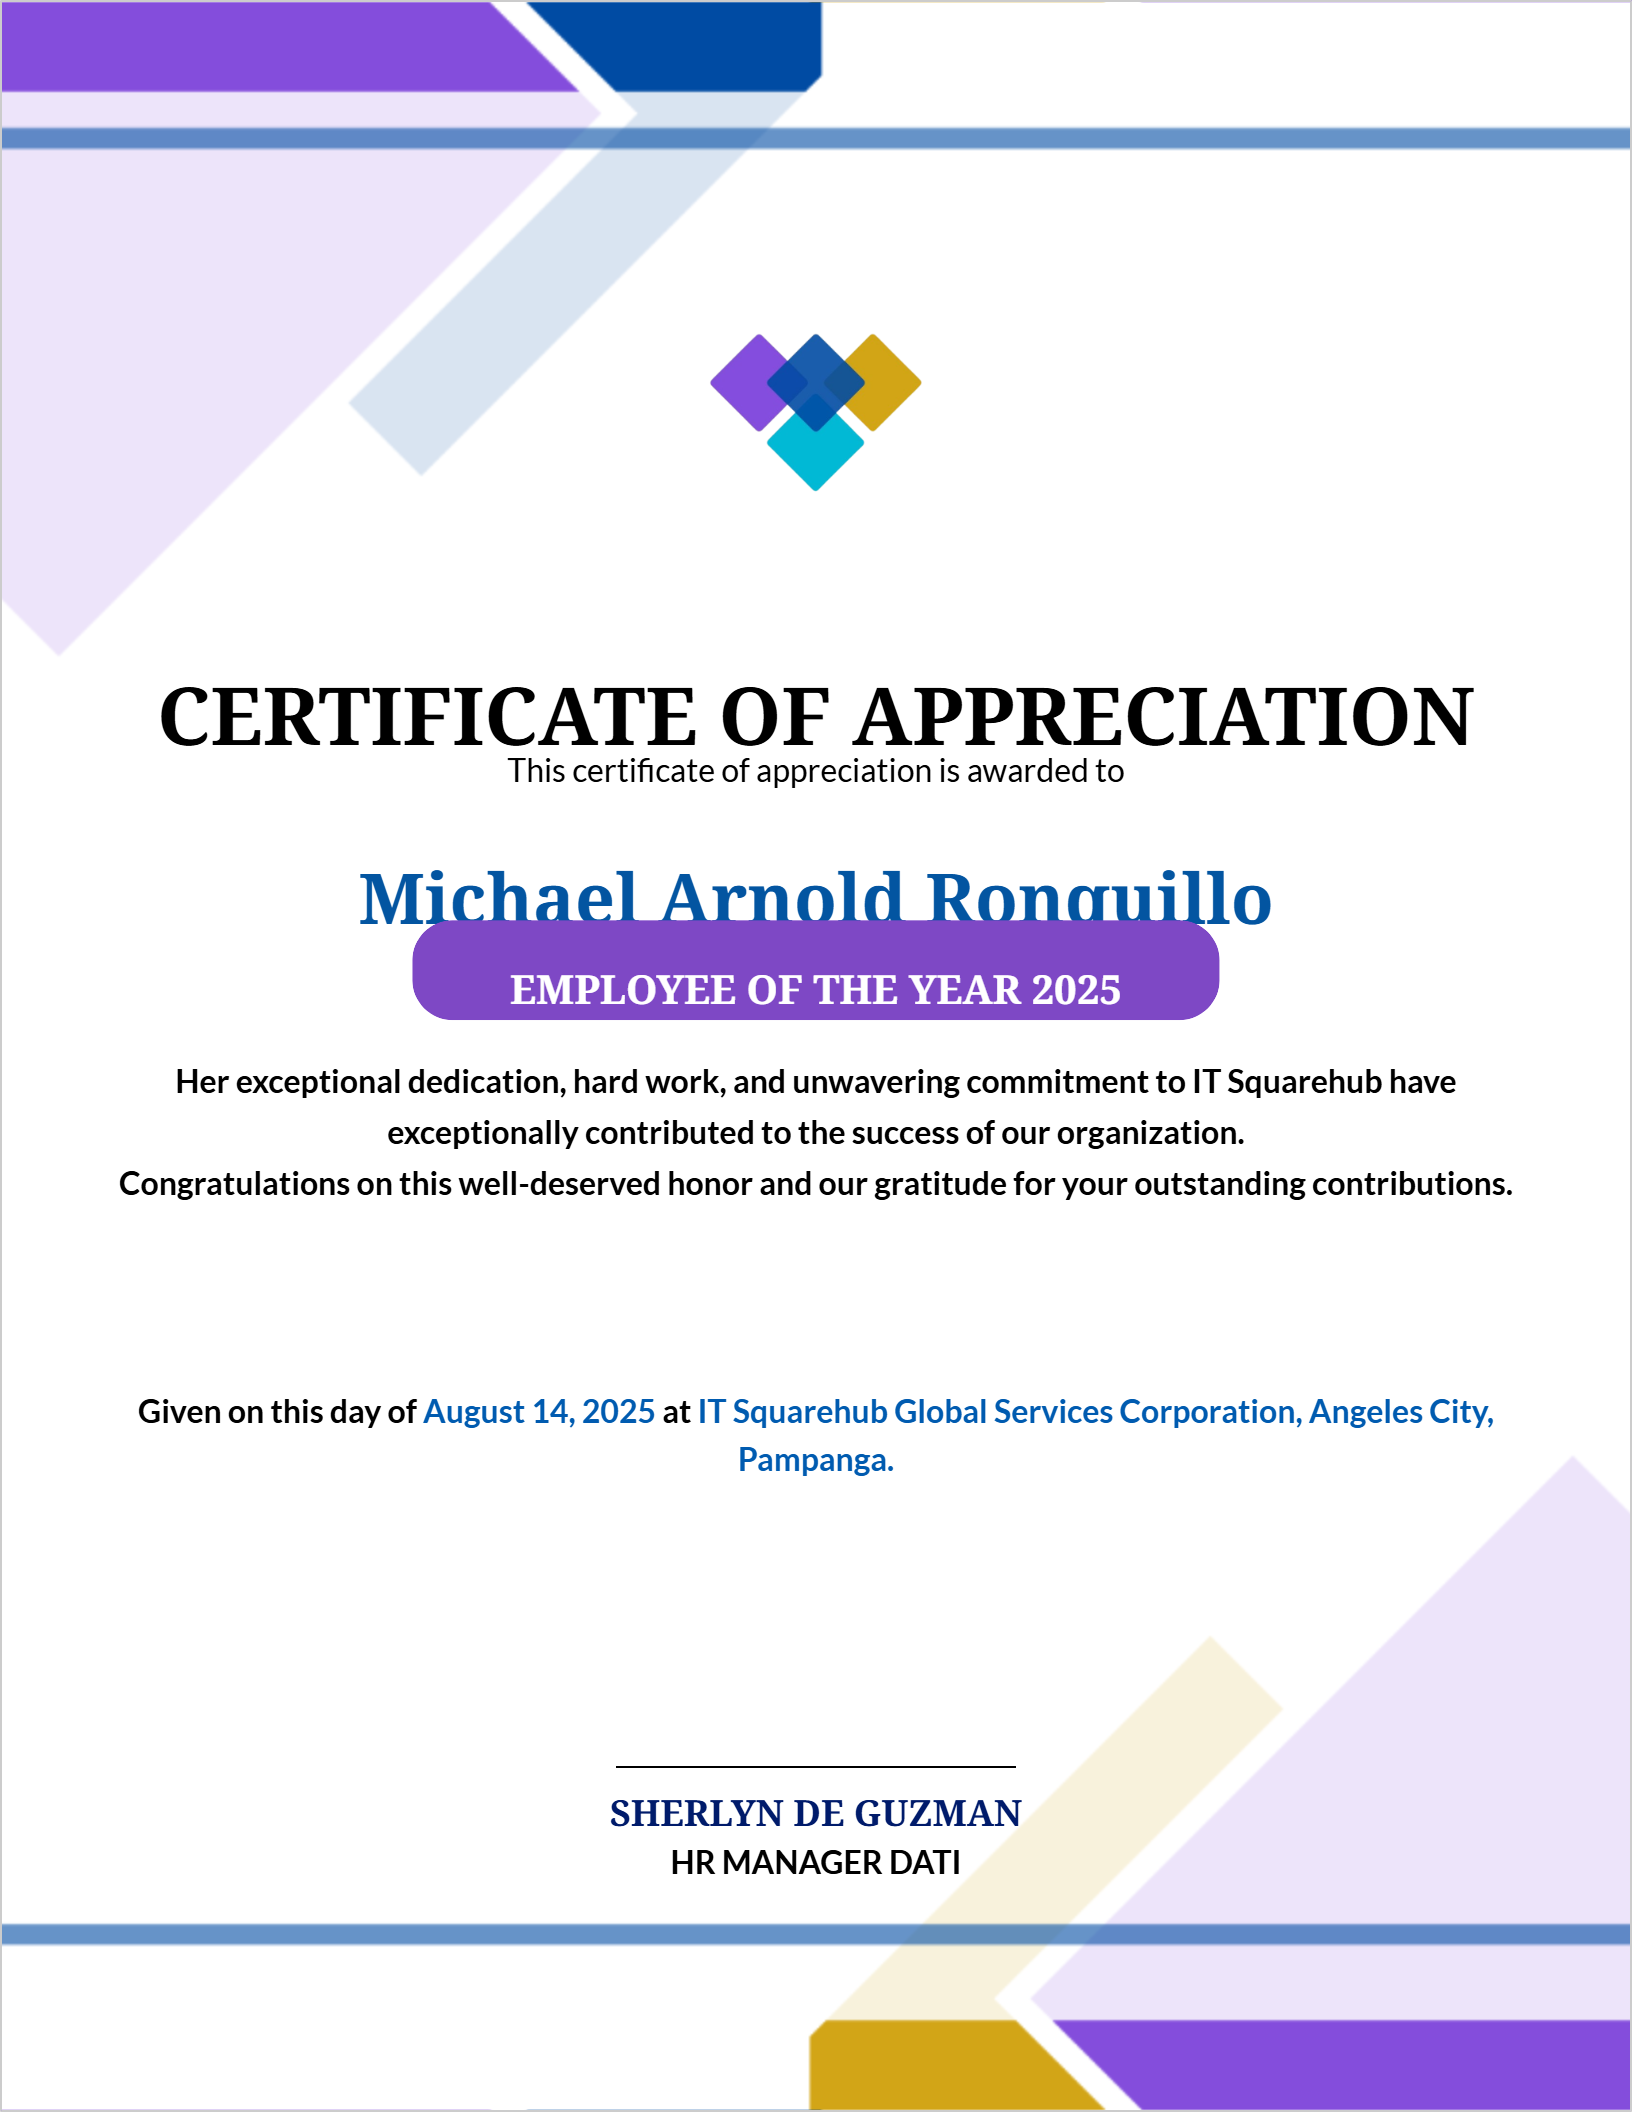 CERTIFICATE OF APPRECIATION
This certificate of appreciation is awarded to
Michael Arnold Ronquillo
EMPLOYEE OF THE YEAR 2025
Her exceptional dedication, hard work, and unwavering commitment to IT Squarehub have
exceptionally contributed to the success of our organization.
Congratulations on this well-deserved honor and our gratitude for your outstanding contributions.
Given on this day of August 14, 2025 at IT Squarehub Global Services Corporation, Angeles City,
Pampanga.
SHERLYN DE GUZMAN
HR MANAGER DATI